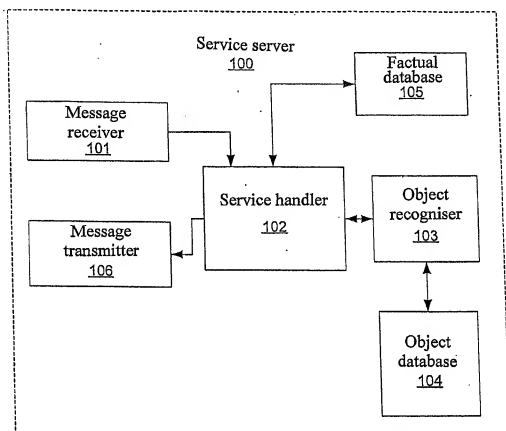 Service server
100
Factual
database
105
Message
receiver
101
Service handler
102
Object
recogniser
103
Message
transmitter
106
Object
database
104